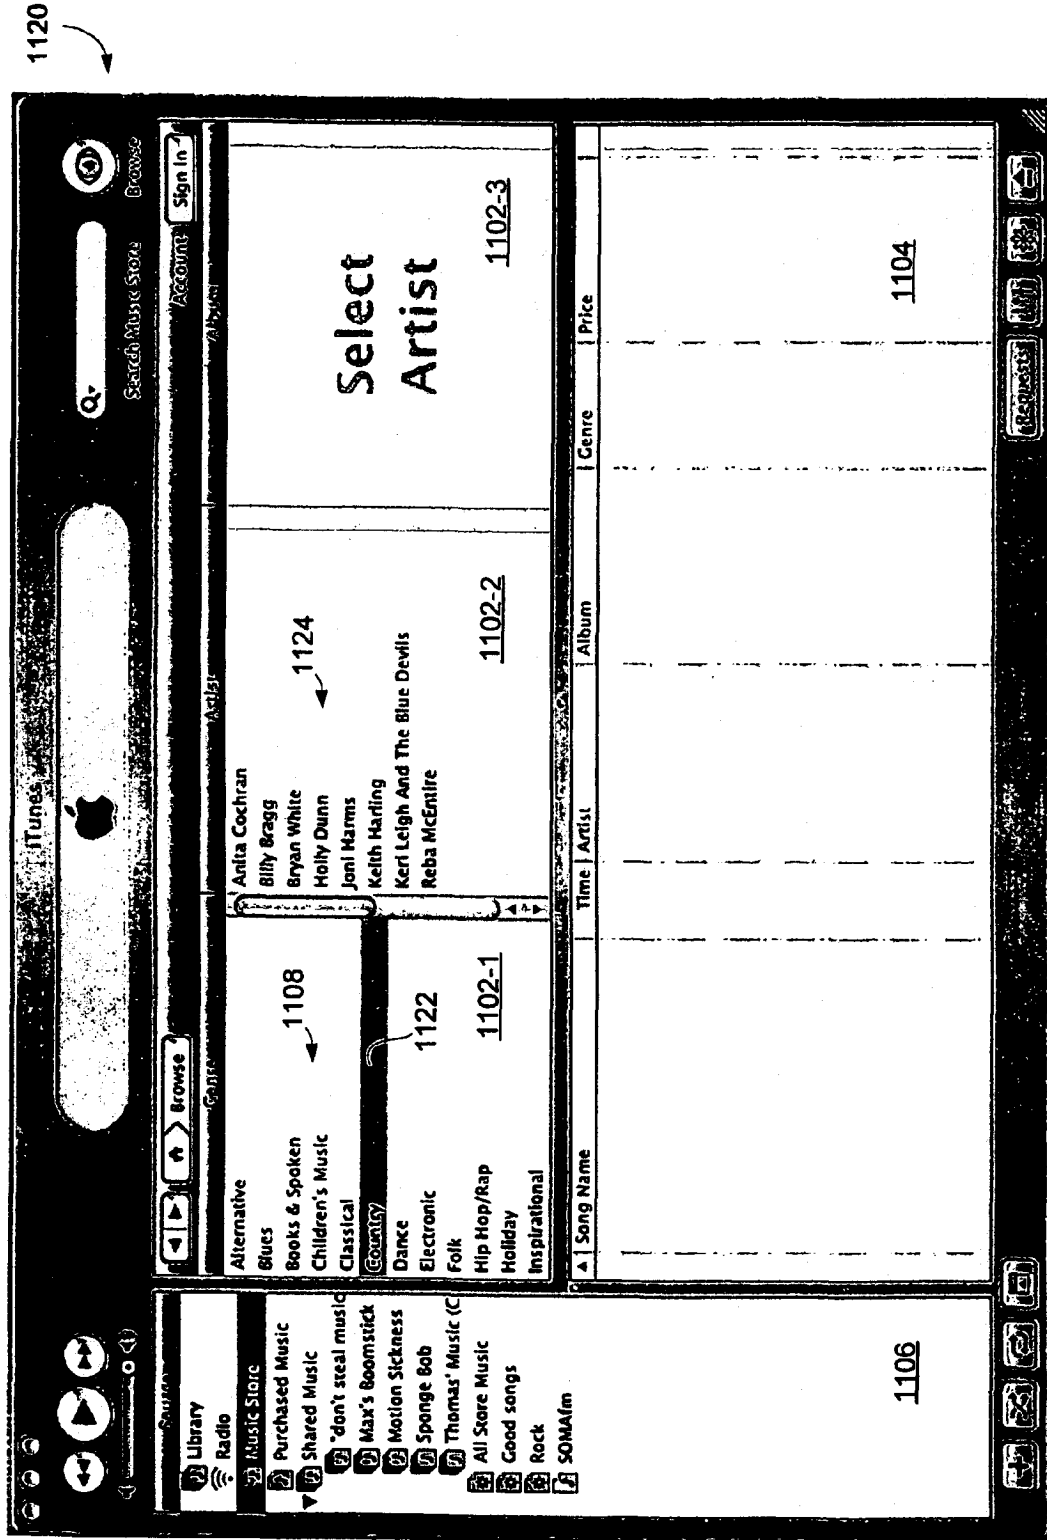 1120
iTunes
Search Music Store
Browse
Source
Library
Radio
Music Store
Purchased Music
Shared Music
"don't steal music
Max's Boomstick
Motion Sickness
Sponge Bob
Thomas' Music (C
All Store Music
Good songs
Rock
SOMAfm
1106
Browse
Account:
Sign In
Genre
Artist
Album
Alternative
Blues
Books & Spoken
Children's Music
Classical
Country
Dance
Electronic
Folk
Hip Hop/Rap
Holiday
Inspirational
1108
1122
1102-1
Anita Cochran
Billy Bragg
Bryan White
Holly Dunn
Joni Harms
Keith Harling
Keri Leigh And The Blue Devils
Reba McEntire
1124
1102-2
Select
Artist
1102-3
Song Name
Time
Artist
Album
Genre
Price
1104
Requests